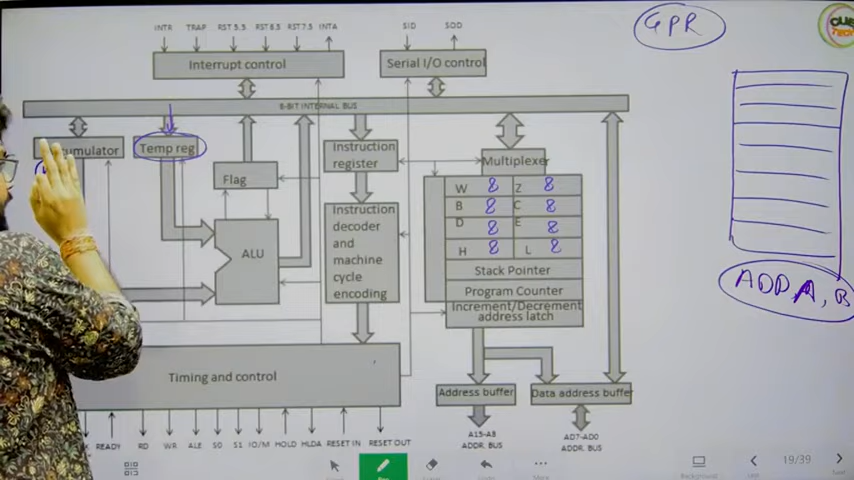 GPR
INTR TRAP RST 5.5 RST 6.5 RST 7.5 INTA SID SOD
Interrupt control
Serial I/O control
8-BIT INTERNAL BUS
Temp reg
Flag
ALU
Instruction
register
Instruction
decoder
and
machine
cycle
encoding
Multiplexer
W 8 Z 8
B 8 C 8
D 8 E 8
H 8 L 8
Stack Pointer
Program Counter
Increment/Decrement
address latch
ADD A, B
Timing and control
Address buffer
Data address buffer
READY RD WR ALE S0 S1 IO/M HOLD HLDA RESET IN RESET OUT
A15-A8
ADDR. BUS
AD7-AD0
ADDR. BUS
19/39